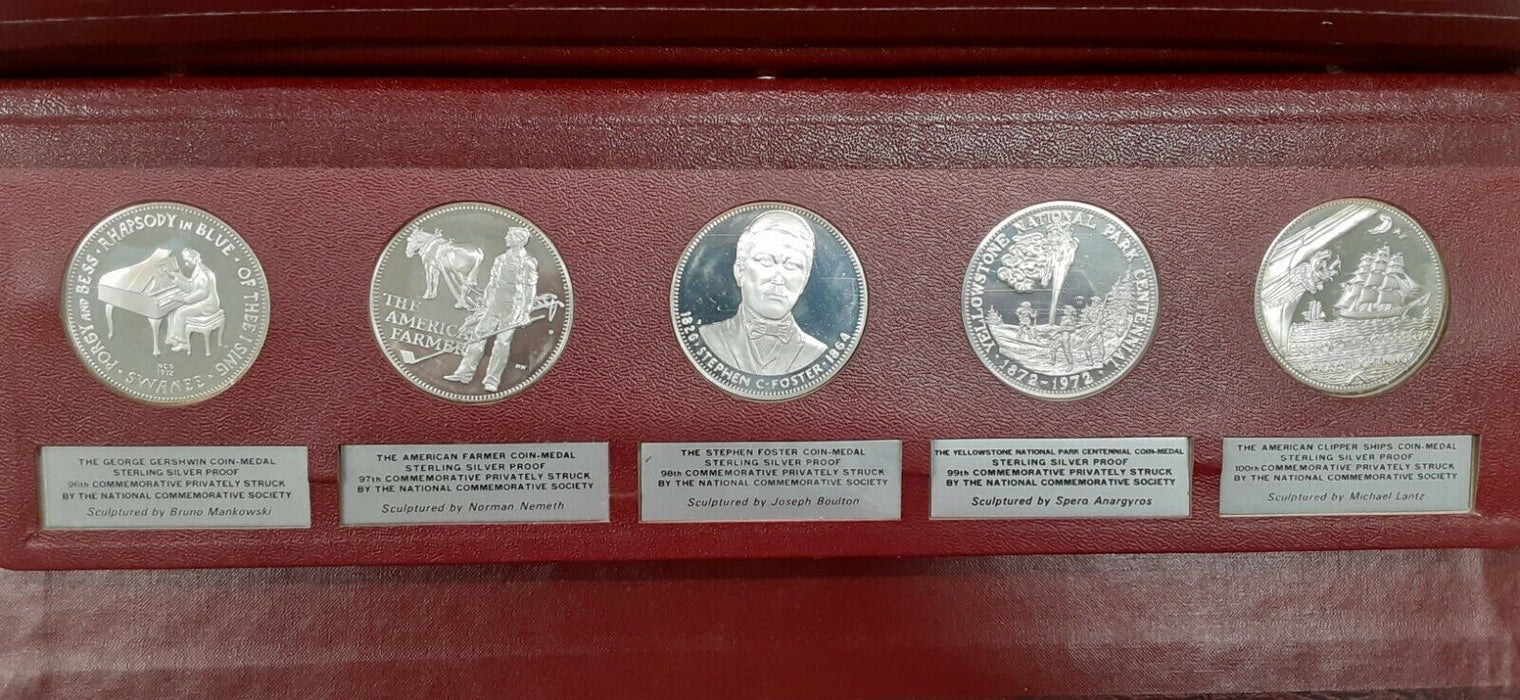 PORGY AND BESS · RHAPSODY IN BLUE · OF THEE I SING
· SWANEE ·
NCS
1972
THE
AMERIC
FARMER
1826 · STEPHEN C · FOSTER · 1864
YELLOWSTONE NATIONAL PARK CENTENNIAL
· 1872-1972 ·
THE GEORGE GERSHWIN COIN-MEDAL
STERLING SILVER PROOF
96th COMMEMORATIVE PRIVATELY STRUCK
BY THE NATIONAL COMMEMORATIVE SOCIETY
Sculptured by Bruno Mankowski
THE AMERICAN FARMER COIN-MEDAL
STERLING SILVER PROOF
97th COMMEMORATIVE PRIVATELY STRUCK
BY THE NATIONAL COMMEMORATIVE SOCIETY
Sculptured by Norman Nemeth
THE STEPHEN FOSTER COIN-MEDAL
STERLING SILVER PROOF
98th COMMEMORATIVE PRIVATELY STRUCK
BY THE NATIONAL COMMEMORATIVE SOCIETY
Sculptured by Joseph Boulton
THE YELLOWSTONE NATIONAL PARK CENTENNIAL COIN-MEDAL
STERLING SILVER PROOF
99th COMMEMORATIVE PRIVATELY STRUCK
BY THE NATIONAL COMMEMORATIVE SOCIETY
Sculptured by Spero Anargyros
THE AMERICAN CLIPPER SHIPS COIN-MEDAL
STERLING SILVER PROOF
100th COMMEMORATIVE PRIVATELY STRUCK
BY THE NATIONAL COMMEMORATIVE SOCIETY
Sculptured by Michael Lantz